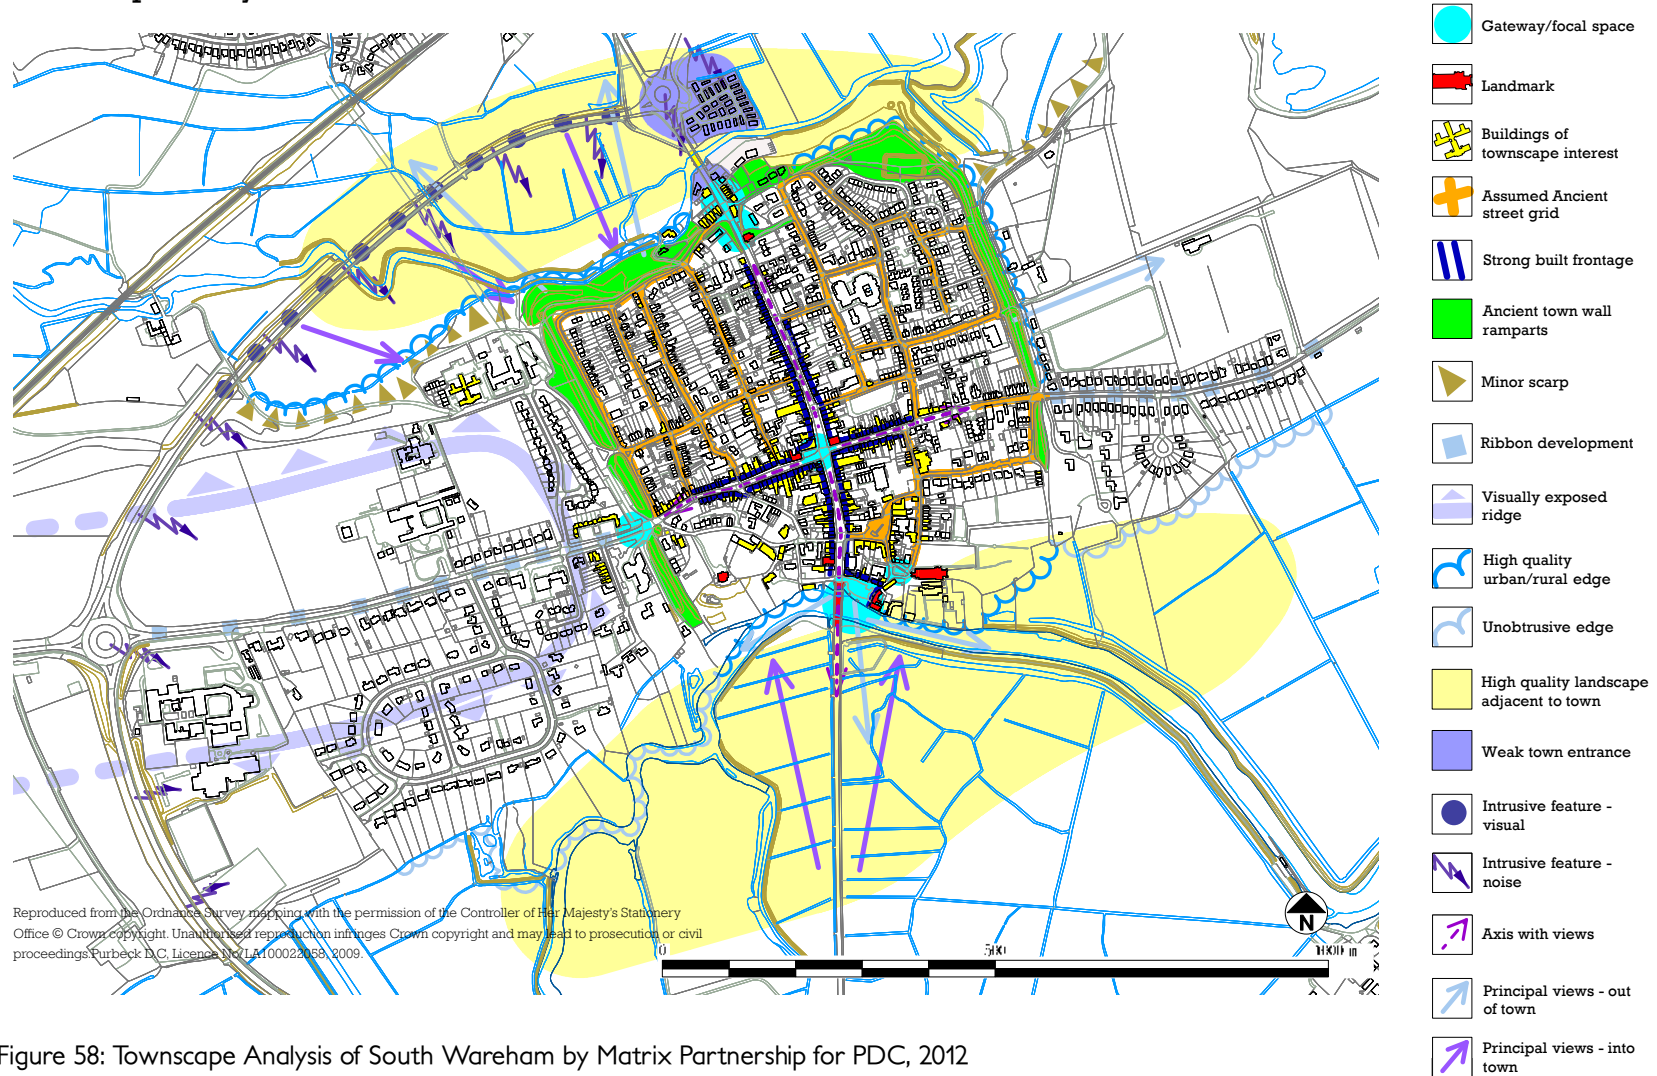 Gateway/focal space
Landmark
Buildings of
townscape interest
Assumed Ancient
street grid
Strong built frontage
Ancient town wall
ramparts
Minor scarp
Ribbon development
Visually exposed
ridge
High quality
urban/rural edge
Unobtrusive edge
High quality landscape
adjacent to town
Weak town entrance
Intrusive feature -
visual
Intrusive feature -
noise
Axis with views
Principal views - out
of town
Principal views - into
town
N
0 500 1000 m
Reproduced from the Ordnance Survey mapping with the permission of the Controller of Her Majesty's Stationery
Office © Crown copyright. Unauthorised reproduction infringes Crown copyright and may lead to prosecution or civil
proceedings.Purbeck D.C, Licence No. LA100022058, 2009.
Figure 58: Townscape Analysis of South Wareham by Matrix Partnership for PDC, 2012